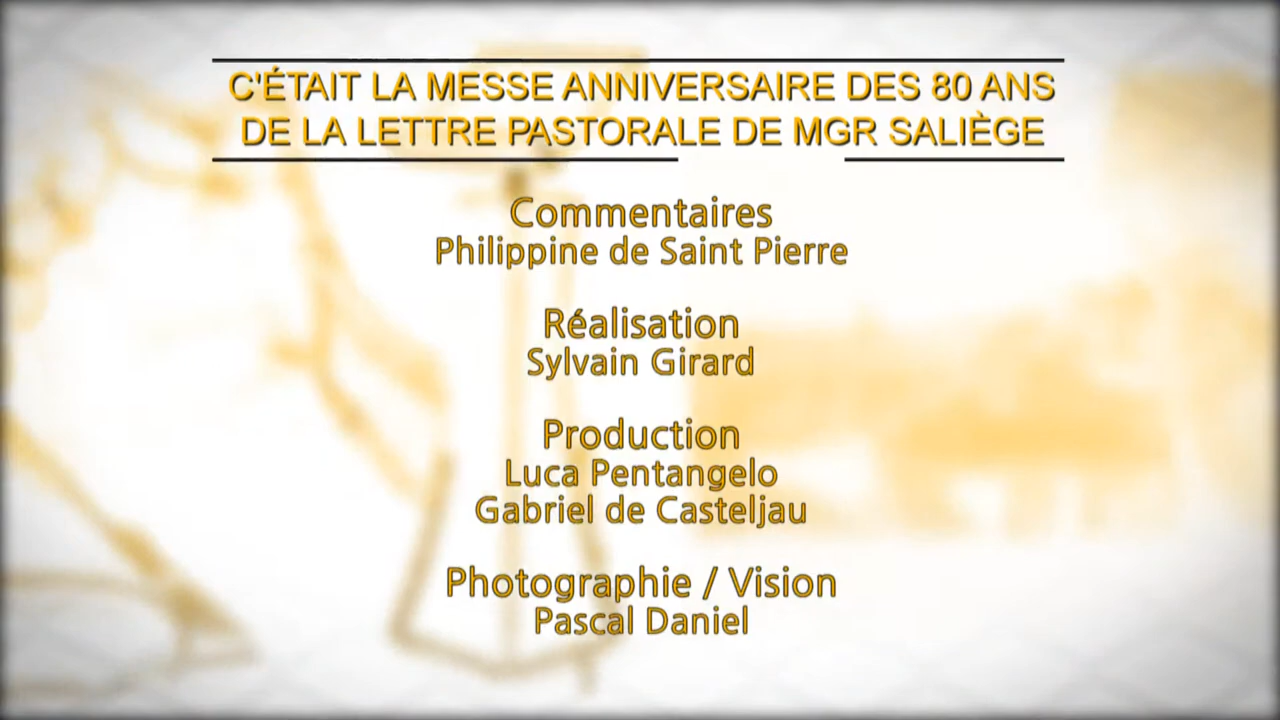 C'ÉTAIT LA MESSE ANNIVERSAIRE DES 80 ANS
DE LA LETTRE PASTORALE DE MGR SALIÈGE
Commentaires
Philippine de Saint Pierre
Réalisation
Sylvain Girard
Production
Luca Pentangelo
Gabriel de Casteljau
Photographie / Vision
Pascal Daniel